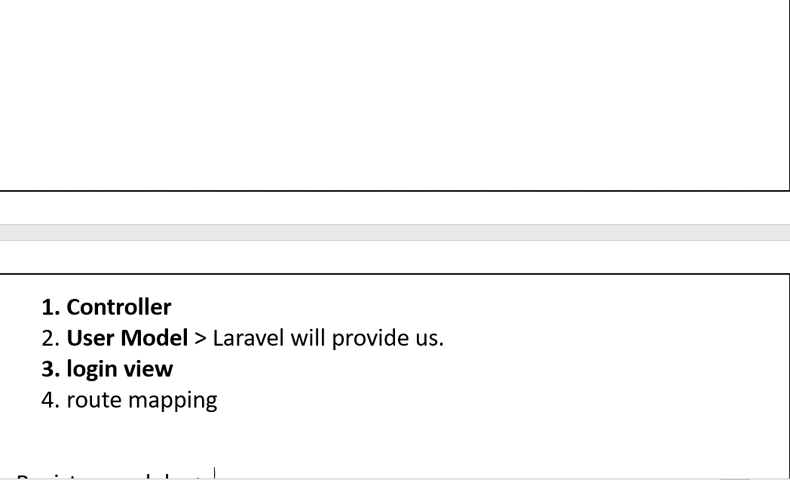 1. Controller
2. User Model > Laravel will provide us.
3. login view
4. route mapping